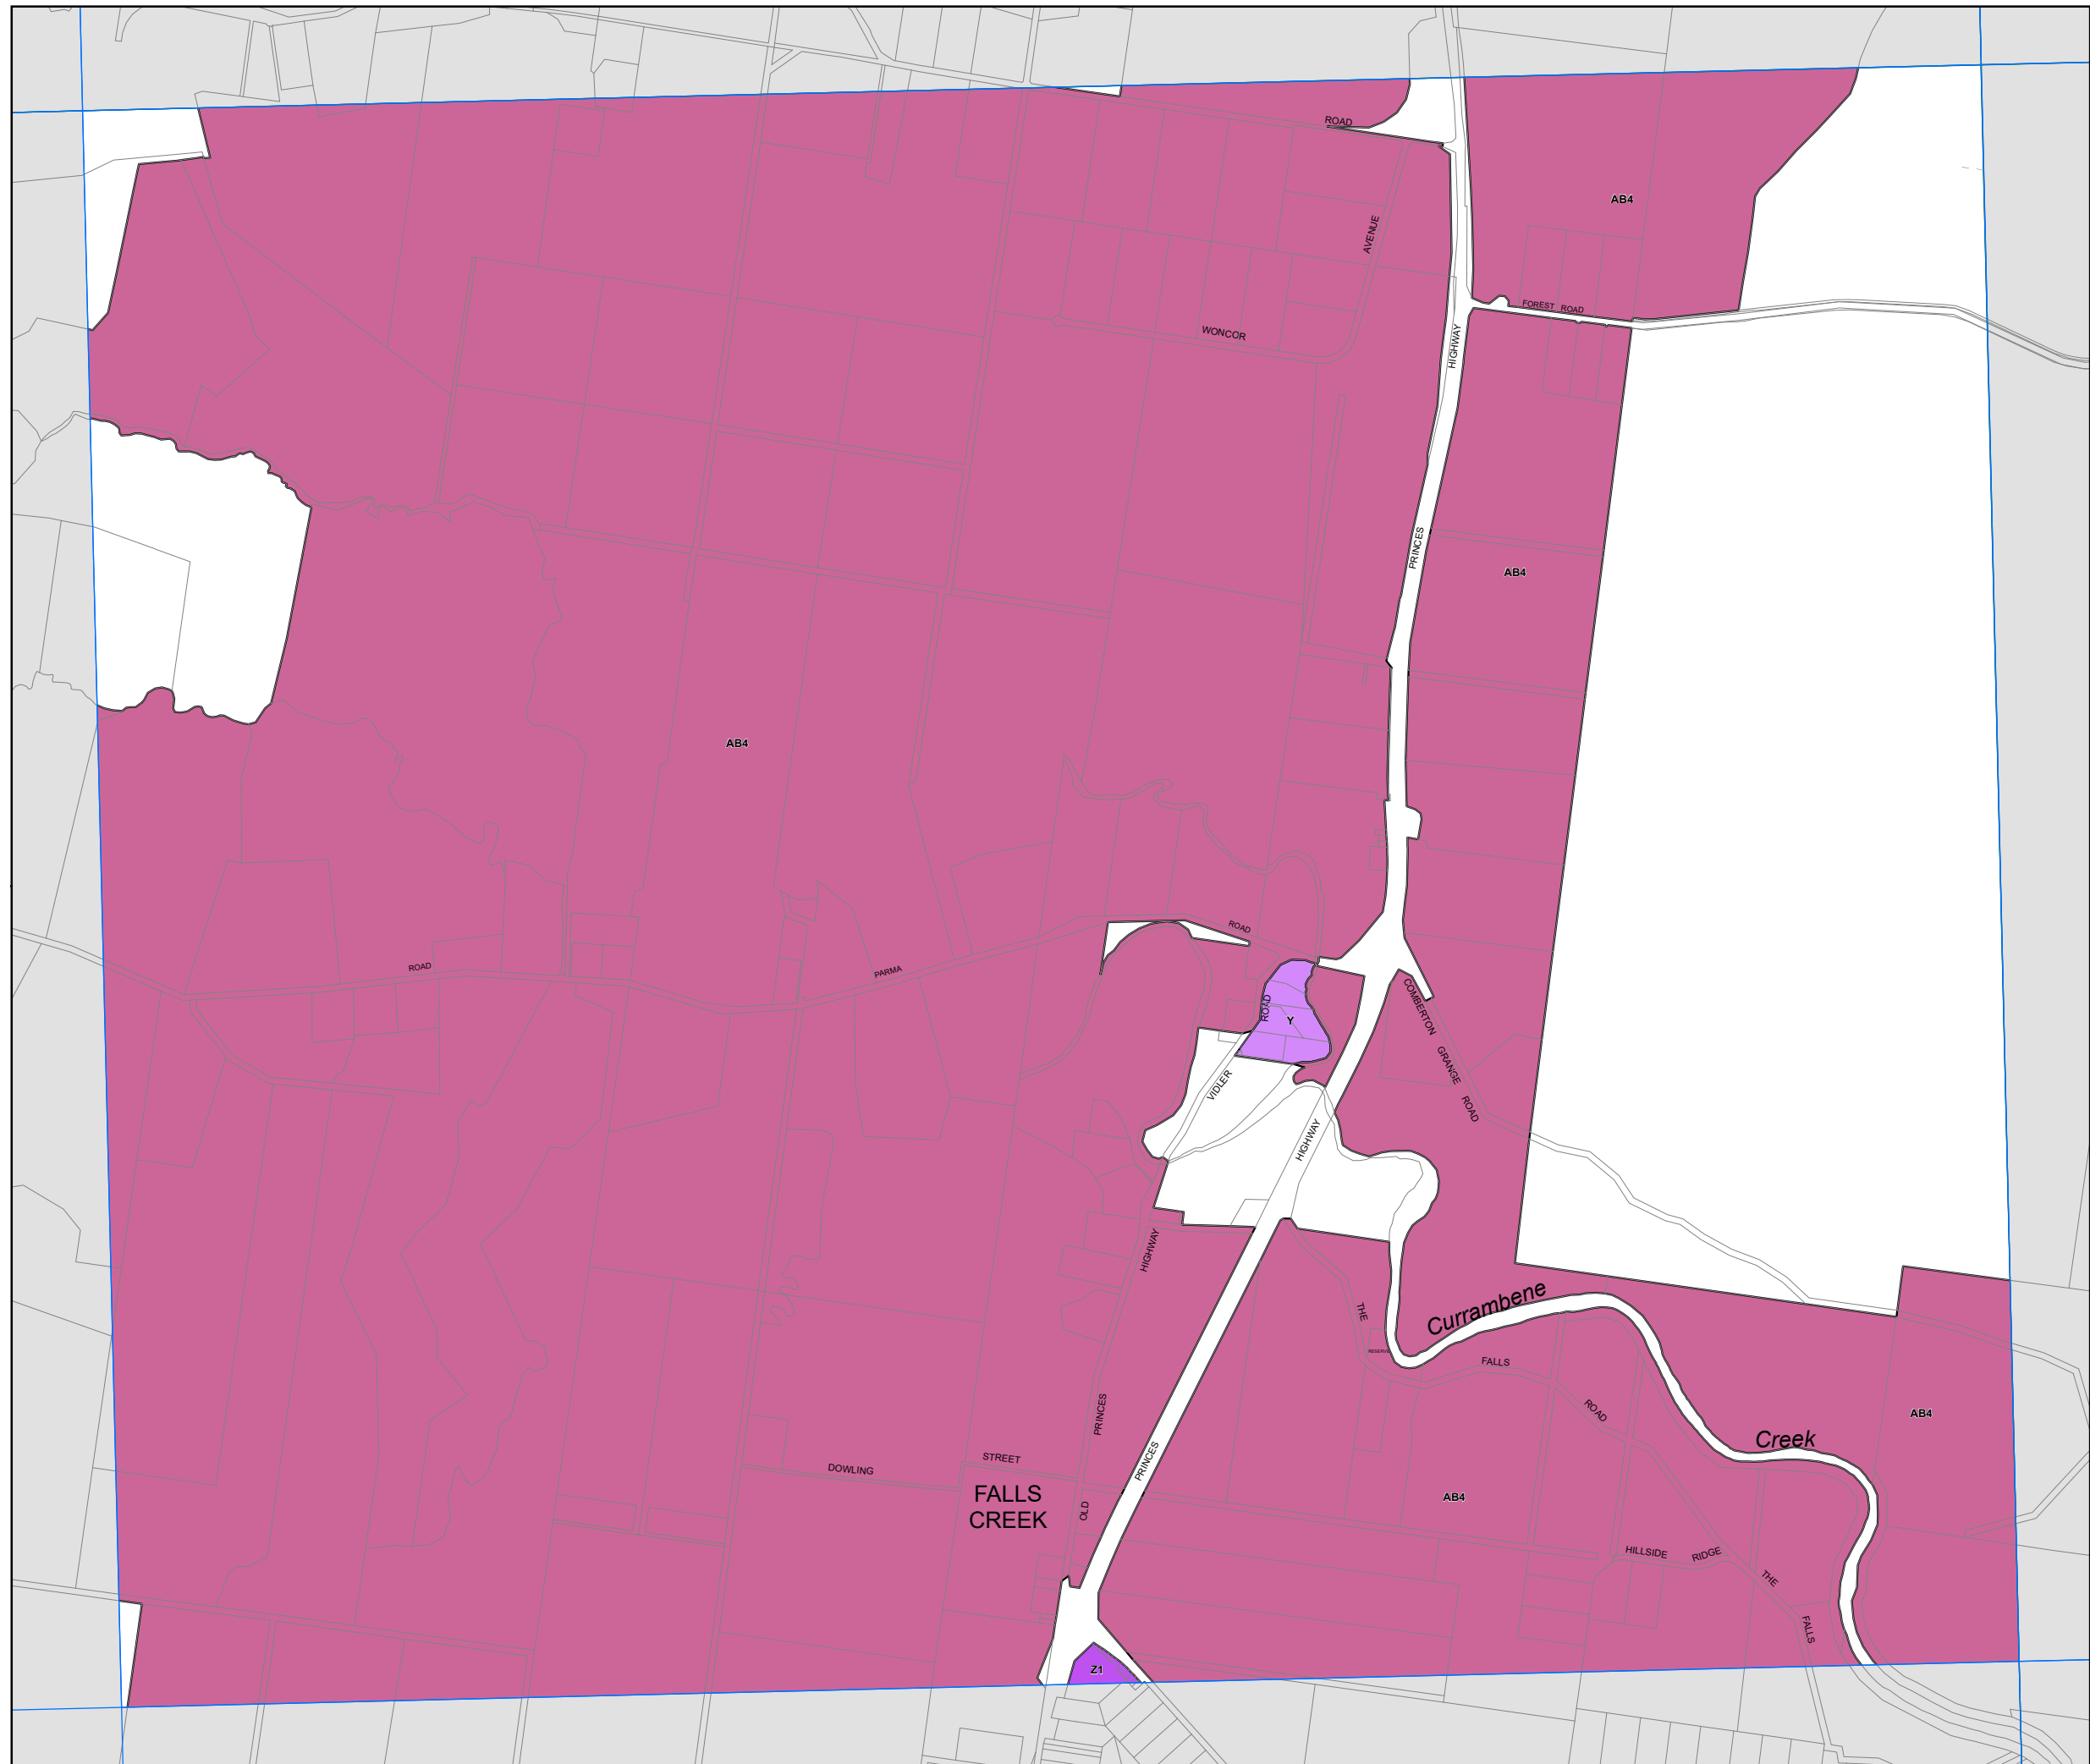 ROAD
AB4
AVENUE
FOREST ROAD
WONCOR
HIGHWAY
PRINCES
AB4
AB4
ROAD
ROAD
PARMA
COMBERTON
GRANGE
ROAD
ROAD
Y
VIDLER
HIGHWAY
HIGHWAY
THE
Currambene
RESERVE
FALLS
ROAD
PRINCES
AB4
Creek
PRINCES
STREET
DOWLING
FALLS
CREEK
OLD
AB4
HILLSIDE
RIDGE
THE
FALLS
Z1